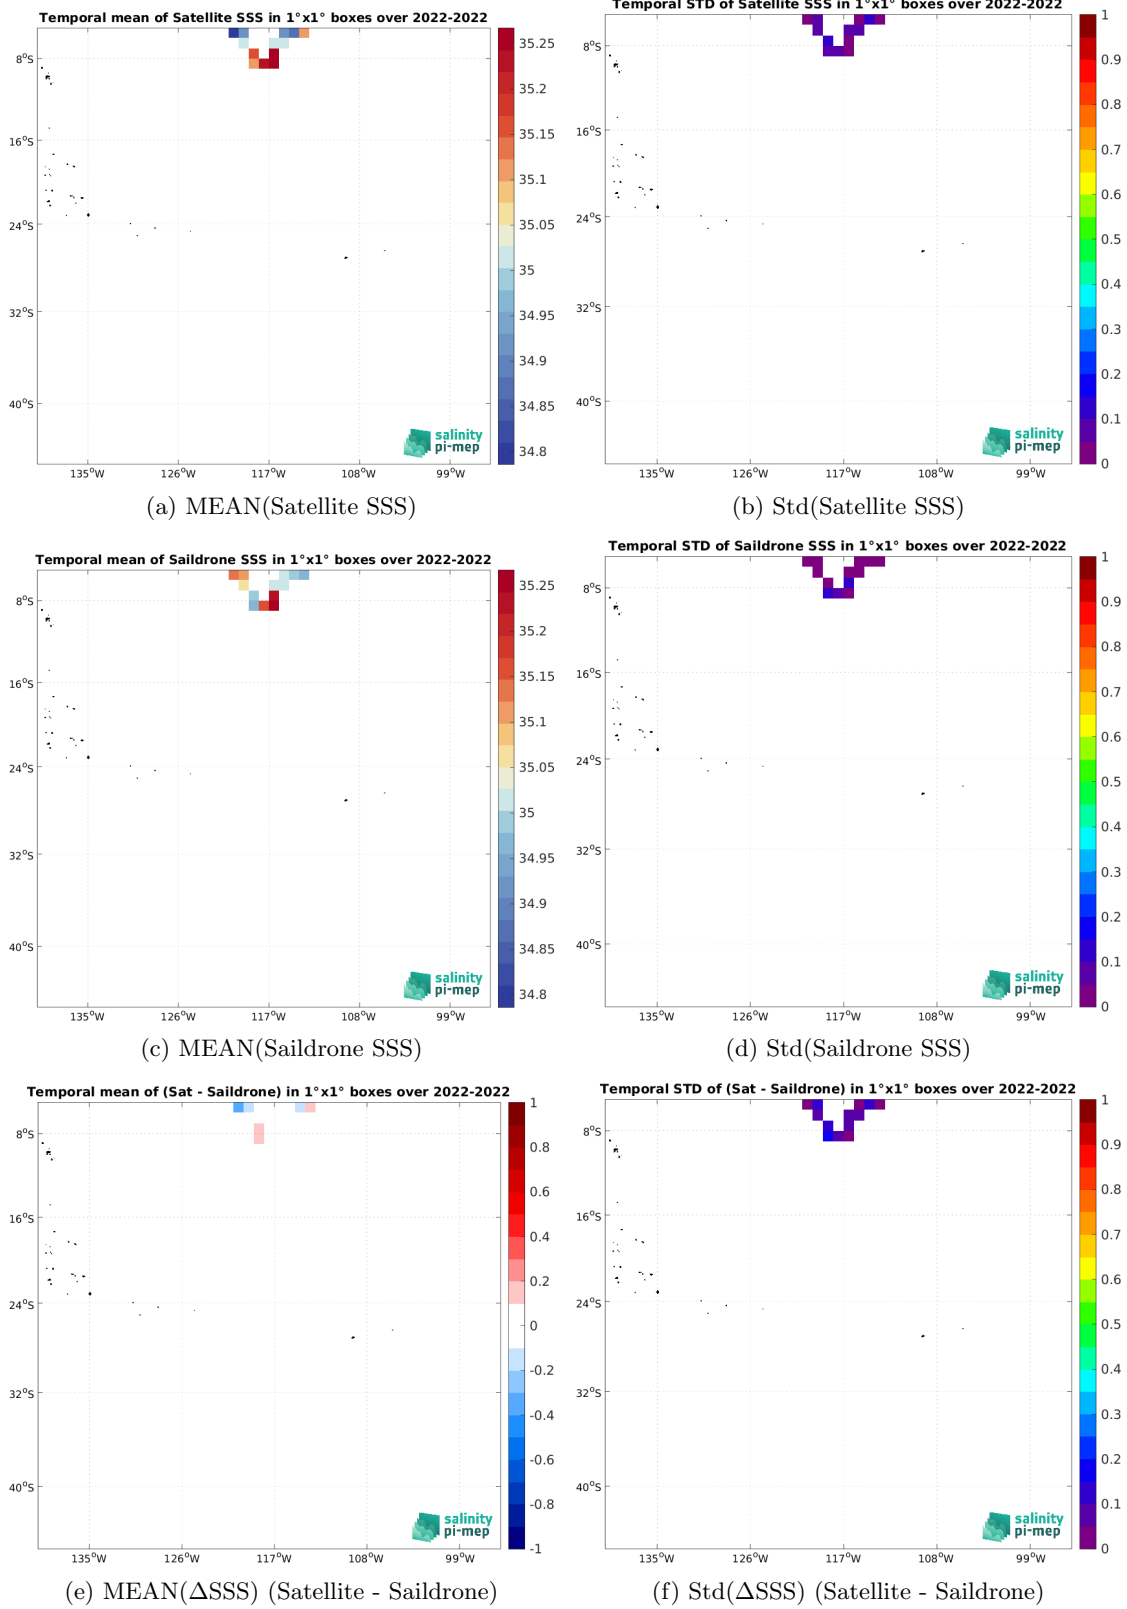 Temporal mean of Satellite SSS in 1°x1° boxes over 2022-2022
8°S
16°S
24°S
32°S
40°S
135°W
126°W
117°W
108°W
99°W
35.25
35.2
35.15
35.1
35.05
35
34.95
34.9
34.85
34.8
salinity
pi-mep
(a) MEAN(Satellite SSS)
Temporal STD of Satellite SSS in 1°x1° boxes over 2022-2022
8°S
16°S
24°S
32°S
40°S
135°W
126°W
117°W
108°W
99°W
1
0.9
0.8
0.7
0.6
0.5
0.4
0.3
0.2
0.1
0
salinity
pi-mep
(b) Std(Satellite SSS)
Temporal mean of Saildrone SSS in 1°x1° boxes over 2022-2022
8°S
16°S
24°S
32°S
40°S
135°W
126°W
117°W
108°W
99°W
35.25
35.2
35.15
35.1
35.05
35
34.95
34.9
34.85
34.8
salinity
pi-mep
(c) MEAN(Saildrone SSS)
Temporal STD of Saildrone SSS in 1°x1° boxes over 2022-2022
8°S
16°S
24°S
32°S
40°S
135°W
126°W
117°W
108°W
99°W
1
0.9
0.8
0.7
0.6
0.5
0.4
0.3
0.2
0.1
0
salinity
pi-mep
(d) Std(Saildrone SSS)
Temporal mean of (Sat - Saildrone) in 1°x1° boxes over 2022-2022
8°S
16°S
24°S
32°S
40°S
135°W
126°W
117°W
108°W
99°W
1
0.8
0.6
0.4
0.2
0
-0.2
-0.4
-0.6
-0.8
-1
salinity
pi-mep
(e) MEAN(ΔSSS) (Satellite - Saildrone)
Temporal STD of (Sat - Saildrone) in 1°x1° boxes over 2022-2022
8°S
16°S
24°S
32°S
40°S
135°W
126°W
117°W
108°W
99°W
1
0.9
0.8
0.7
0.6
0.5
0.4
0.3
0.2
0.1
0
salinity
pi-mep
(f) Std(ΔSSS) (Satellite - Saildrone)